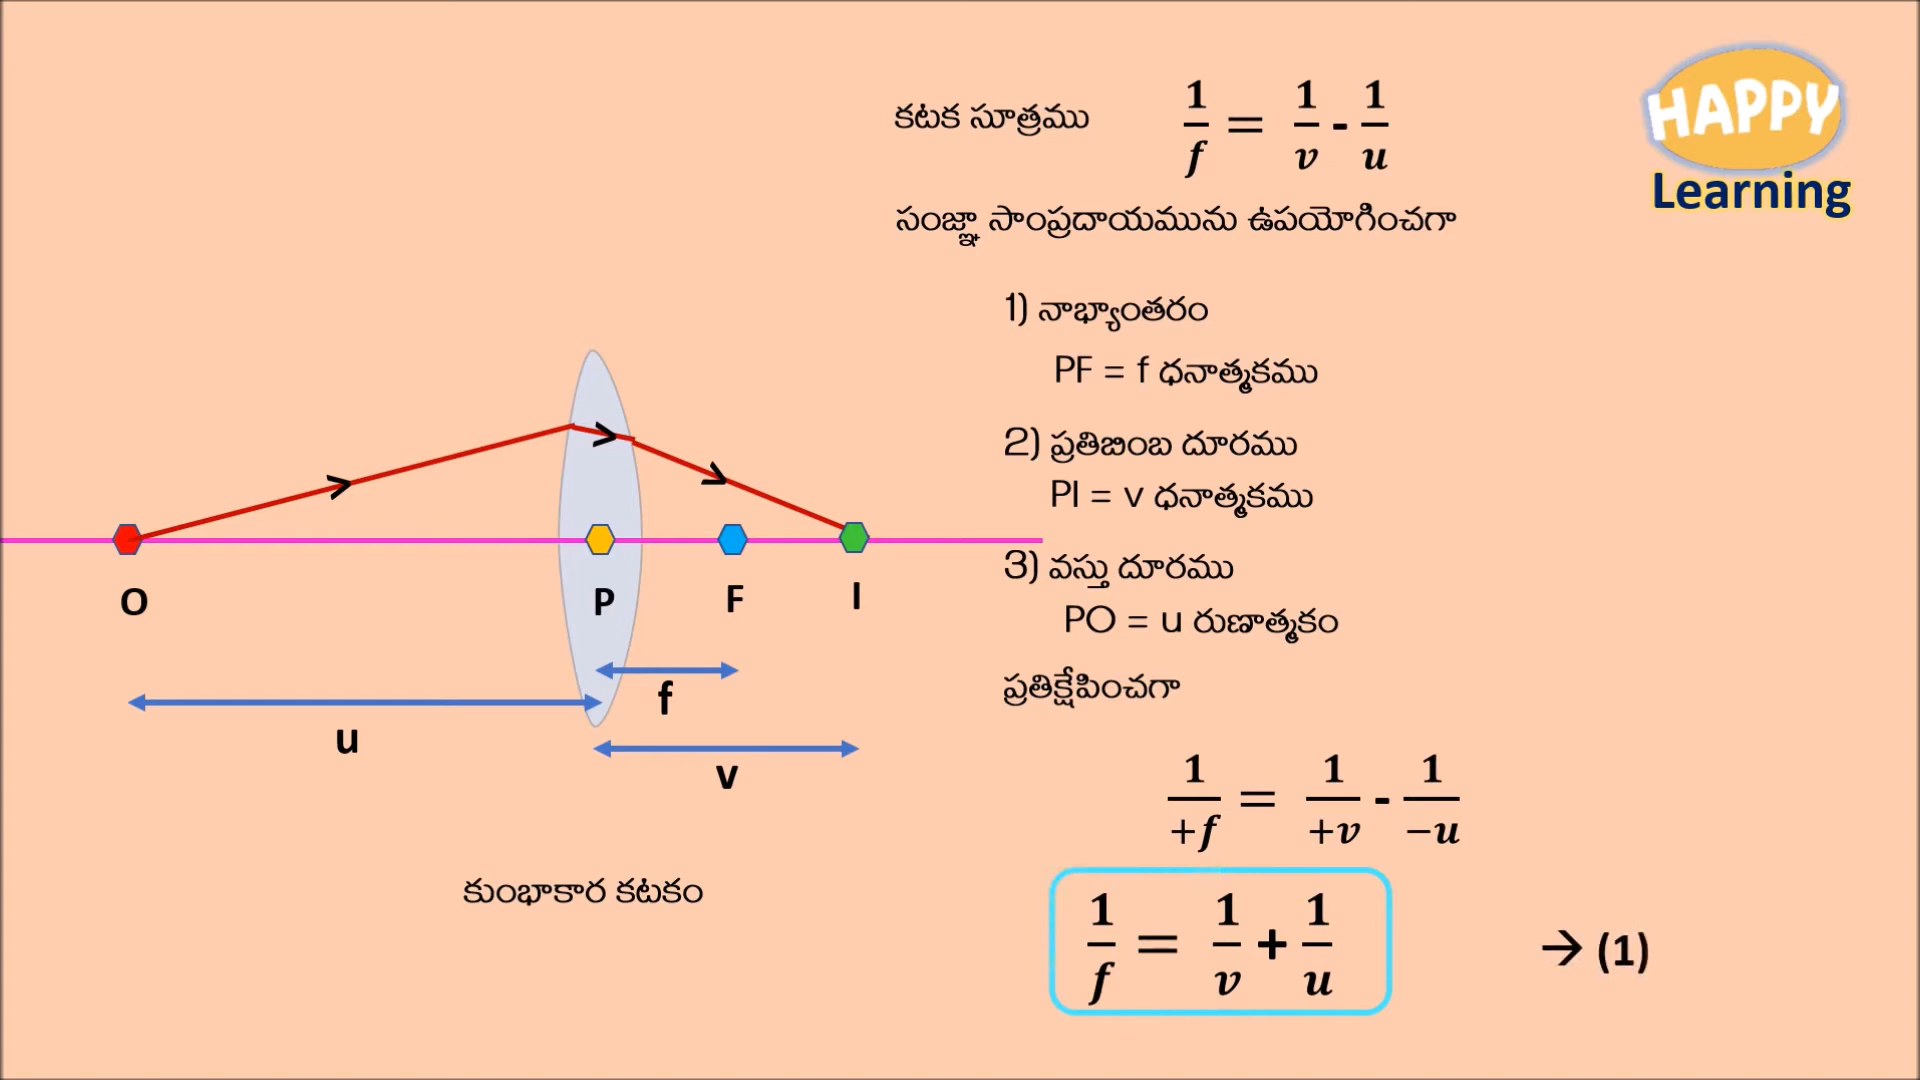 HAPPY
Learning
కటక సూత్రము 1/f = 1/v - 1/u
సంజ్ఞా సాంప్రదాయమును ఉపయోగించగా
1) నాభ్యాంతరం
PF = f ధనాత్మకము
2) ప్రతిబింబ దూరము
PI = v ధనాత్మకము
3) వస్తు దూరము
PO = u రుణాత్మకం
ప్రతిక్షేపించగా
1/+f = 1/+v - 1/−u
1/f = 1/v + 1/u → (1)
O P F I
f
u
v
కుంభాకార కటకం